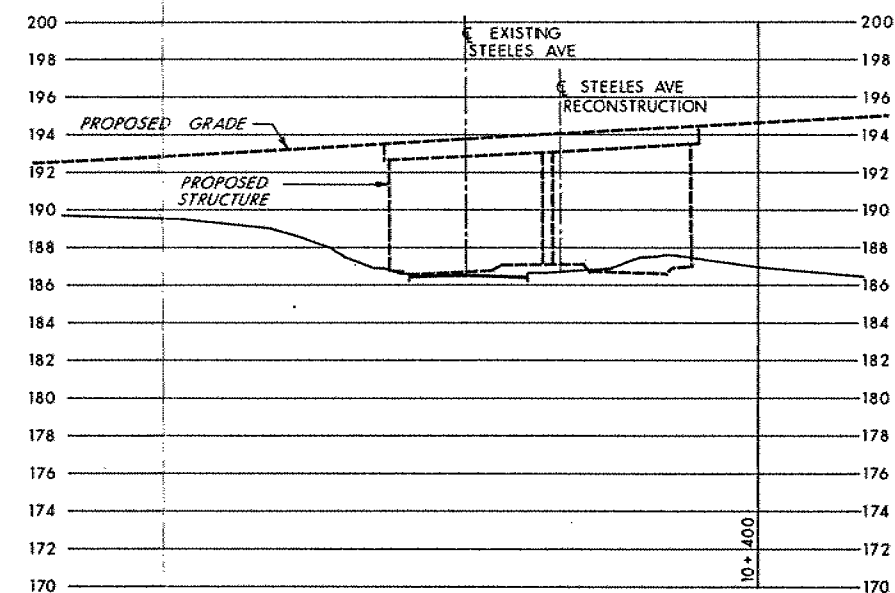 200 200
℄ EXISTING
STEELES AVE
198 198
℄ STEELES AVE
RECONSTRUCTION
196 196
PROPOSED GRADE
194 194
192 192
PROPOSED
STRUCTURE
190 190
188 188
186 186
184 184
182 182
180 180
178 178
176 176
174 174
172 172
170 170
10+400